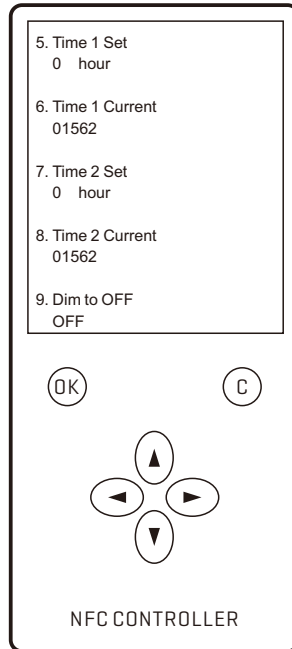 5. Time 1 Set
0 hour
6. Time 1 Current
01562
7. Time 2 Set
0 hour
8. Time 2 Current
01562
9. Dim to OFF
OFF
OK
C
NFC CONTROLLER